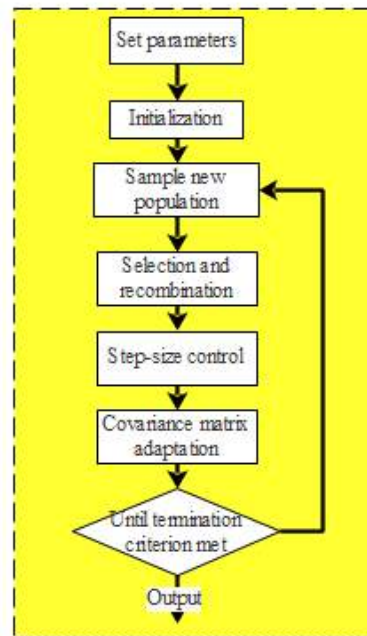 Set parameters
Initialization
Sample new
population
Selection and
recombination
Step-size control
Covariance matrix
adaptation
Until termination
criterion met
Output